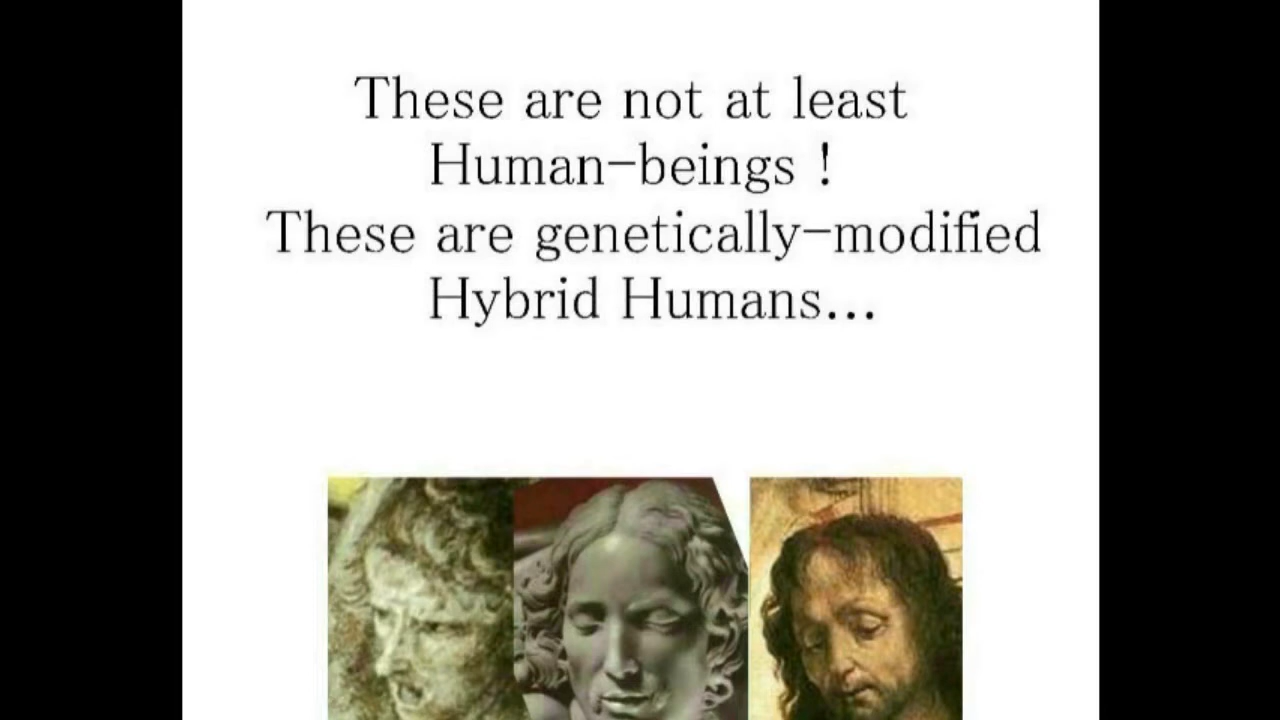 These are not at least
Human-beings !
These are genetically-modified
Hybrid Humans...